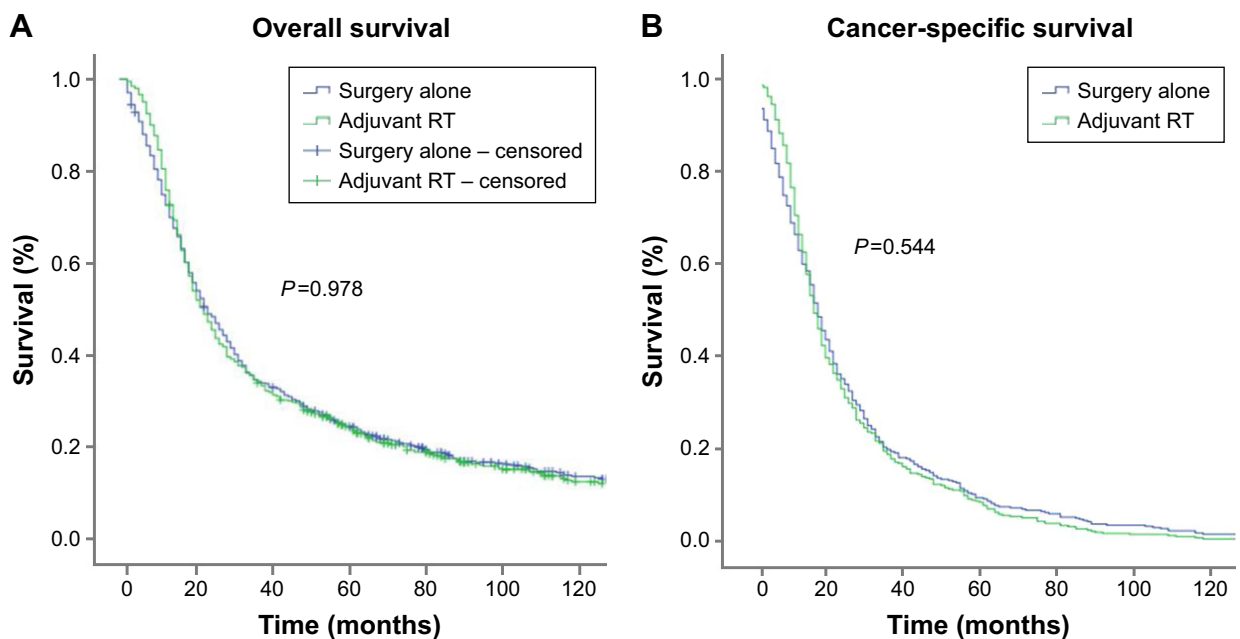 A
Overall survival
Survival (%)
1.0
0.8
0.6
0.4
0.2
0.0
Surgery alone
Adjuvant RT
Surgery alone – censored
Adjuvant RT – censored
P=0.978
0 20 40 60 80 100 120
Time (months)
B
Cancer-specific survival
Survival (%)
1.0
0.8
0.6
0.4
0.2
0.0
Surgery alone
Adjuvant RT
P=0.544
0 20 40 60 80 100 120
Time (months)